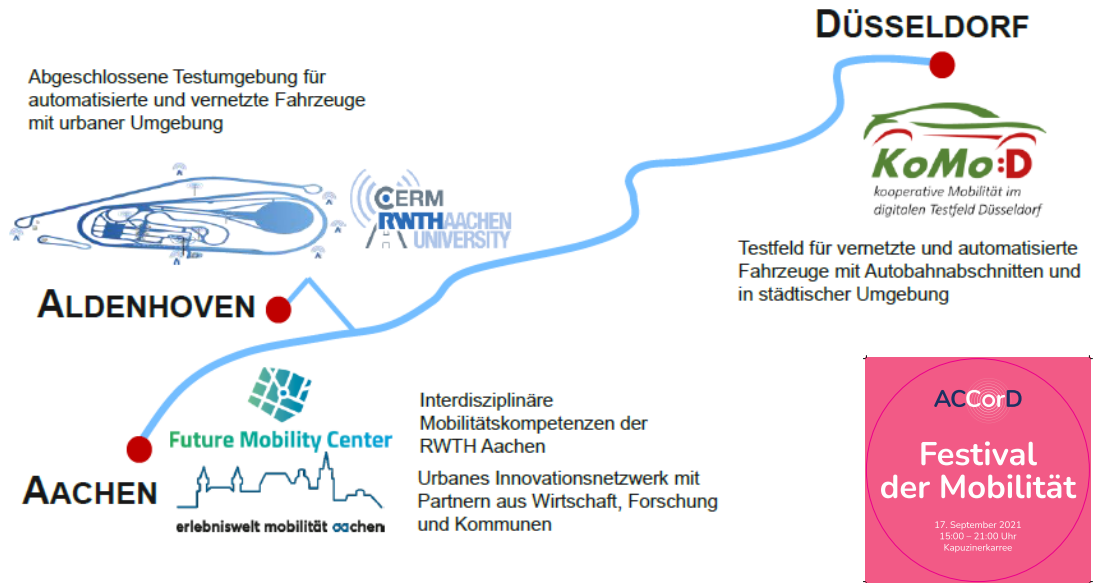 DÜSSELDORF
Abgeschlossene Testumgebung für
automatisierte und vernetzte Fahrzeuge
mit urbaner Umgebung
CERM
RWTHAACHEN
UNIVERSITY
KoMo:D
kooperative Mobilität im
digitalen Testfeld Düsseldorf
Testfeld für vernetzte und automatisierte
Fahrzeuge mit Autobahnabschnitten und
in städtischer Umgebung
ALDENHOVEN
Future Mobility Center
Interdisziplinäre
Mobilitätskompetenzen der
RWTH Aachen
AACHEN
erlebniswelt mobilität aachen
Urbanes Innovationsnetzwerk mit
Partnern aus Wirtschaft, Forschung
und Kommunen
ACCorD
Festival
der Mobilität
17. September 2021
15:00 – 21:00 Uhr
Kapuzinerkarree